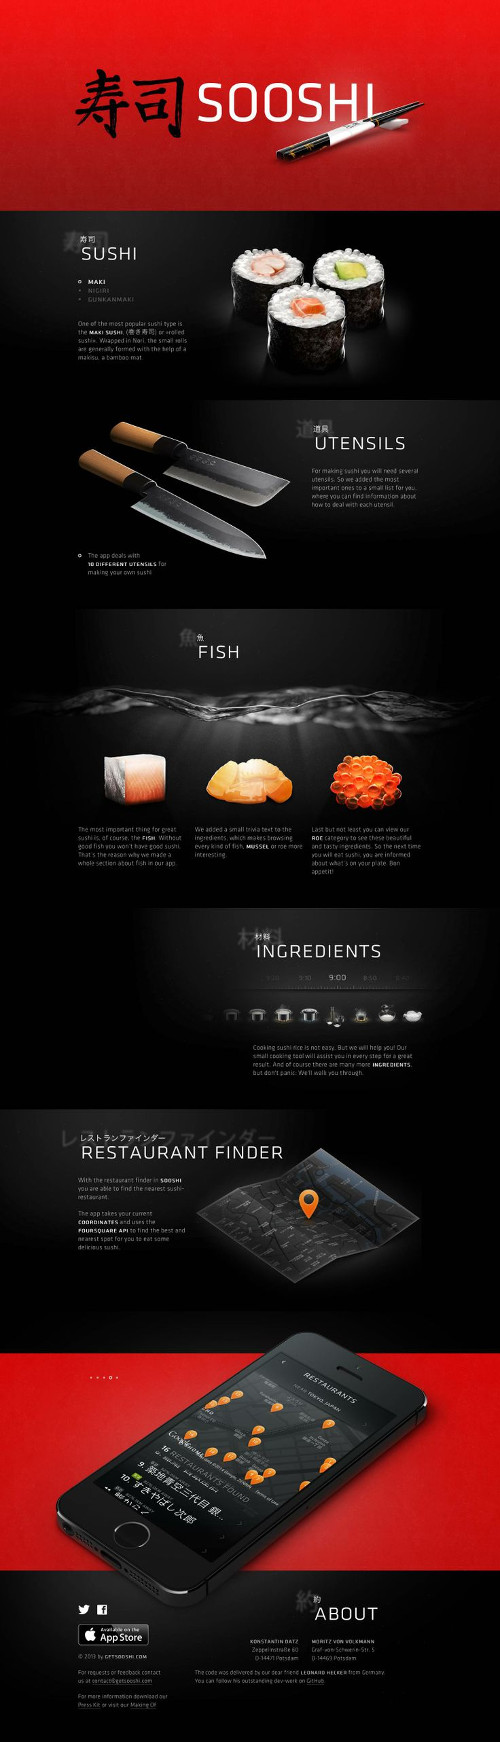 寿司 SOOSHI
寿司
SUSHI
MAKI
NIGIRI
GUNKANMAKI
One of the most popular sushi type is
the MAKI SUSHI, (巻き寿司) or »rolled
sushi«. Wrapped in Nori, the small rolls
are generally formed with the help of a
makisu, a bamboo mat.
道具
UTENSILS
For making sushi you will need several
utensils. So we added the most
important ones to a small list for you,
where you can find information about
how to deal with each utensil.
The app deals with
18 DIFFERENT UTENSILS for
making your own sushi
魚
FISH
The most important thing for great
sushi is, of course, the FISH. Without
good fish you won't have good sushi.
That's the reason why we made a
whole section about fish in our app.
We added a small trivia text to the
ingredients, which makes browsing
every kind of fish, MUSSEL or roe more
interesting.
Last but not least you can view our
ROE category to see these beautiful
and tasty ingredients. So the next time
you will eat sushi, you are informed
about what's on your plate. Bon
appetit!
材料
INGREDIENTS
9:00
Cooking sushi rice is not easy. But we will help you! Our
small cooking tool will assist you in every step for a great
result. And of course there are many more INGREDIENTS,
but don't panic. We'll walk you through.
レストランファインダー
RESTAURANT FINDER
With the restaurant finder in SOOSHI
you are able to find the nearest sushi-
restaurant.
The app takes your current
COORDINATES and uses the
FOURSQUARE API to find the best and
nearest spot for you to eat some
delicious sushi.
RESTAURANTS
TOKYO, JAPAN
Google
16 RESTAURANTS FOUND
9. 築地青空三代目 銀...
10. すきやばし次郎
約
ABOUT
Available on the
App Store
KONSTANTIN DATZ
Zeppelinstraße 60
D-14471 Potsdam
MORITZ VON VOLKMANN
Graf-von-Schwerin-Str. 5
D-14469 Potsdam
© 2013 by GETSOOSHI.COM
For requests or feedback contact
us at contact@getsooshi.com
The code was delivered by our dear friend LEONARD HELKER from Germany.
You can follow his outstanding dev-work on GitHub
For more information download our
Press Kit or visit our Making Of